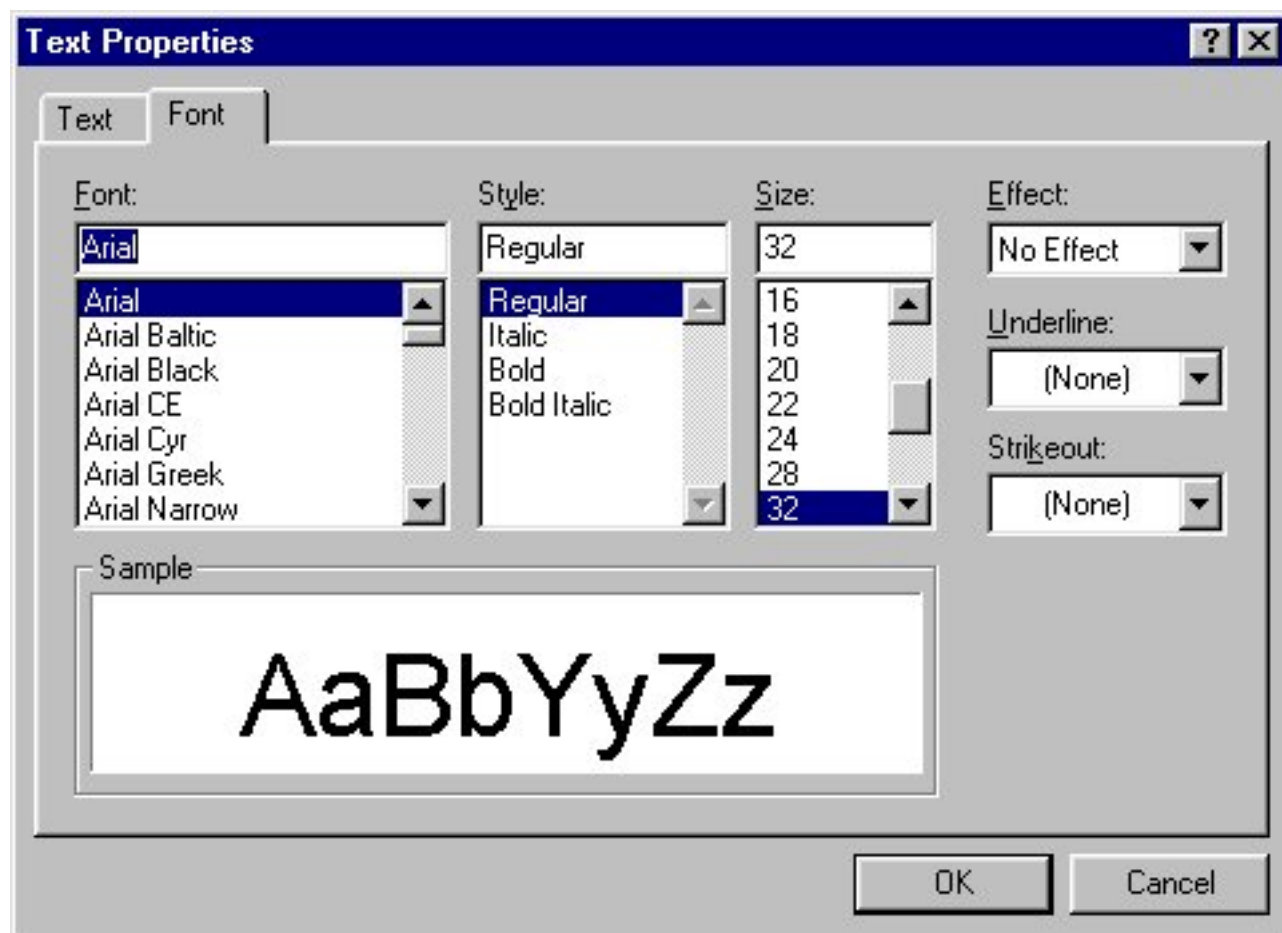 Text Properties
Text
Font
Font:
Style:
Size:
Effect:
Arial
Regular
32
No Effect
Arial
Arial Baltic
Arial Black
Arial CE
Arial Cyr
Arial Greek
Arial Narrow
Regular
Italic
Bold
Bold Italic
16
18
20
22
24
28
32
Underline:
(None)
Strikeout:
(None)
Sample
AaBbYyZz
OK
Cancel